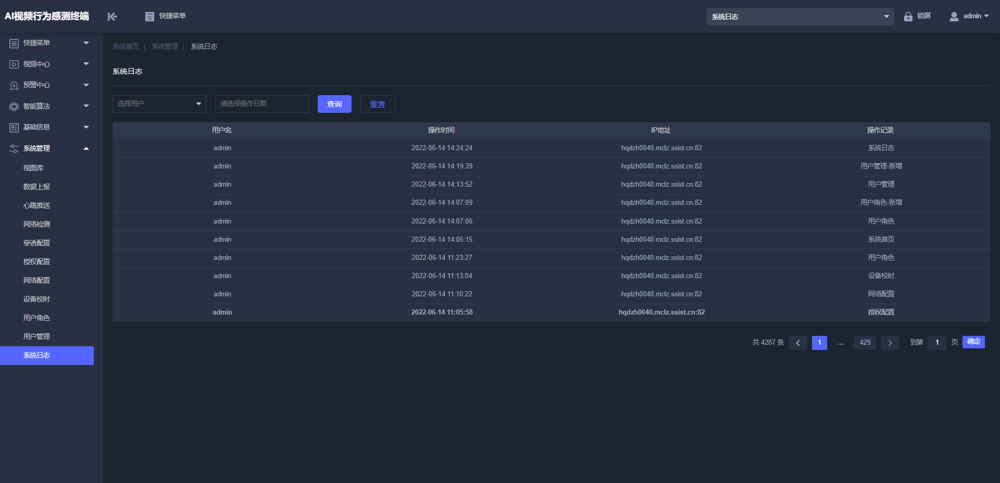 AI视频行为感测终端
快捷菜单
系统日志
锁屏
admin
快捷菜单
视频中心
预警中心
智能算法
基础信息
系统管理
视图库
数据上报
心跳推送
网络检测
穿透配置
授权配置
网络配置
设备校时
用户角色
用户管理
系统日志
系统首页 | 系统管理 | 系统日志
系统日志
选择用户 请选择操作日期 查询 重置
用户名 操作时间 IP地址 操作记录
admin 2022-06-14 14:24:24 hqdzh0040.mclz.ssist.cn:82 系统日志
admin 2022-06-14 14:19:39 hqdzh0040.mclz.ssist.cn:82 用户管理-新增
admin 2022-06-14 14:13:52 hqdzh0040.mclz.ssist.cn:82 用户管理
admin 2022-06-14 14:07:09 hqdzh0040.mclz.ssist.cn:82 用户角色-新增
admin 2022-06-14 14:07:06 hqdzh0040.mclz.ssist.cn:82 用户角色
admin 2022-06-14 14:05:15 hqdzh0040.mclz.ssist.cn:82 系统首页
admin 2022-06-14 11:23:27 hqdzh0040.mclz.ssist.cn:82 用户角色
admin 2022-06-14 11:13:04 hqdzh0040.mclz.ssist.cn:82 设备校时
admin 2022-06-14 11:10:22 hqdzh0040.mclz.ssist.cn:82 网络配置
admin 2022-06-14 11:05:58 hqdzh0040.mclz.ssist.cn:82 授权配置
共 4287 条 1 … 429 到第 1 页 确定